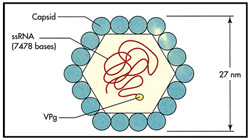 Capsid
ssRNA
(7478 bases)
27 nm
VPg